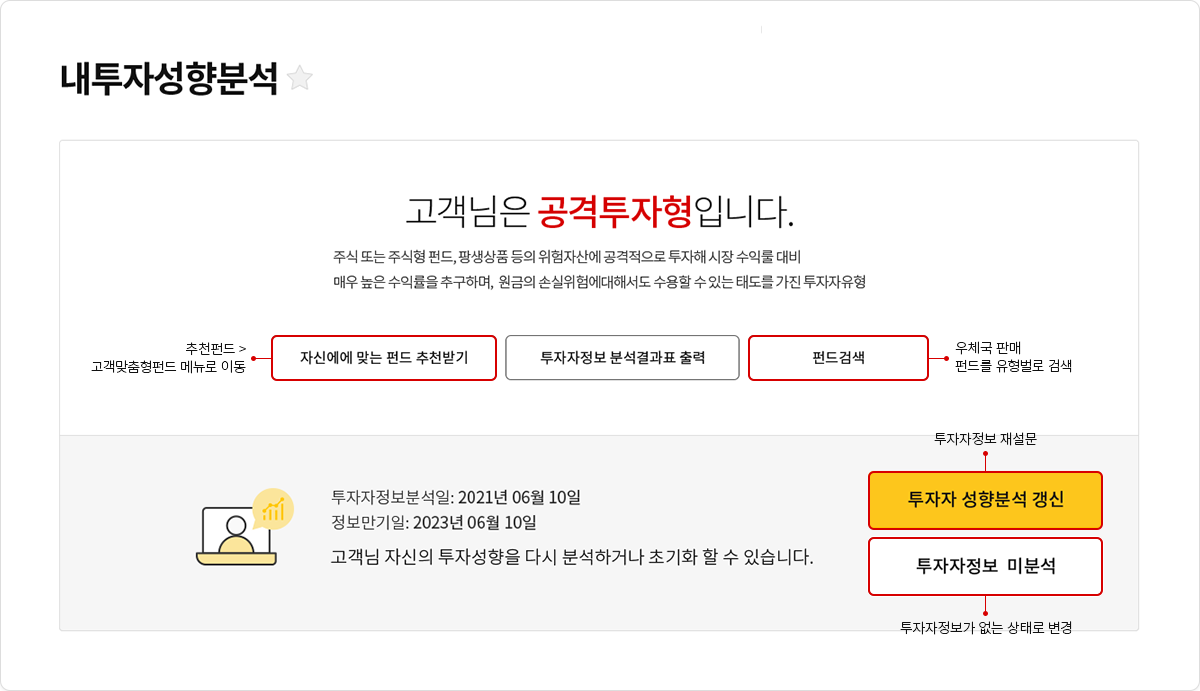 내투자성향분석
고객님은 공격투자형입니다.
주식 또는 주식형 펀드, 팡생상품 등의 위험자산에 공격적으로 투자해 시장 수익룰 대비
매우 높은 수익률을 추구하며, 원금의 손실위험에대해서도 수용할 수 있는 태도를 가진 투자자유형
추천펀드 >
고객맞춤형펀드 메뉴로 이동
자신에에 맞는 펀드 추천받기
투자자정보 분석결과표 출력
펀드검색
우체국 판매
펀드를 유형벌로 검색
투자자정보 재설문
투자자정보분석일: 2021년 06월 10일
정보만기일: 2023년 06월 10일
고객님 자신의 투자성향을 다시 분석하거나 초기화 할 수 있습니다.
투자자 성향분석 갱신
투자자정보 미분석
투자자정보가 없는 상태로 변경